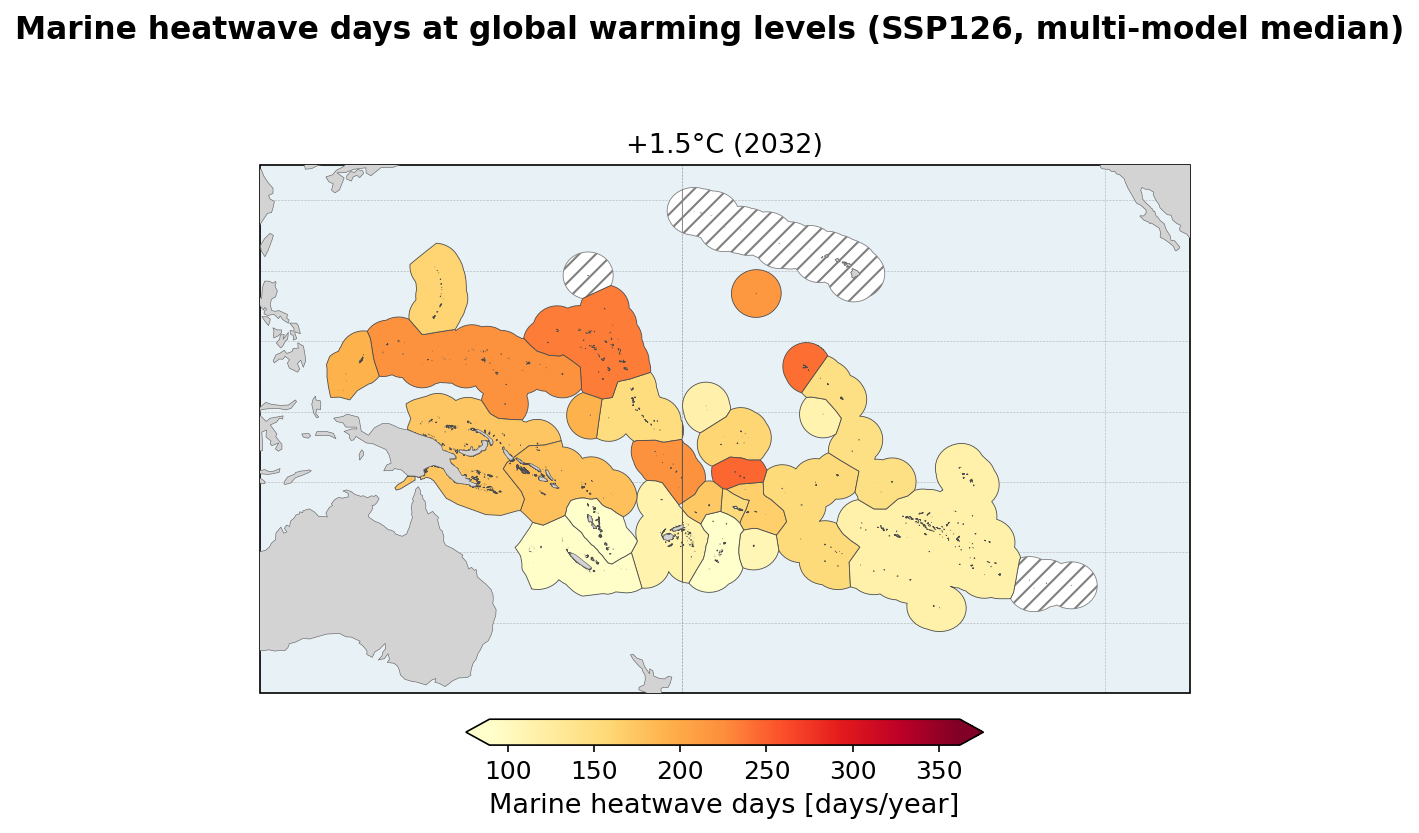 Marine heatwave days at global warming levels (SSP126, multi-model median)
+1.5°C (2032)
100 150 200 250 300 350
Marine heatwave days [days/year]